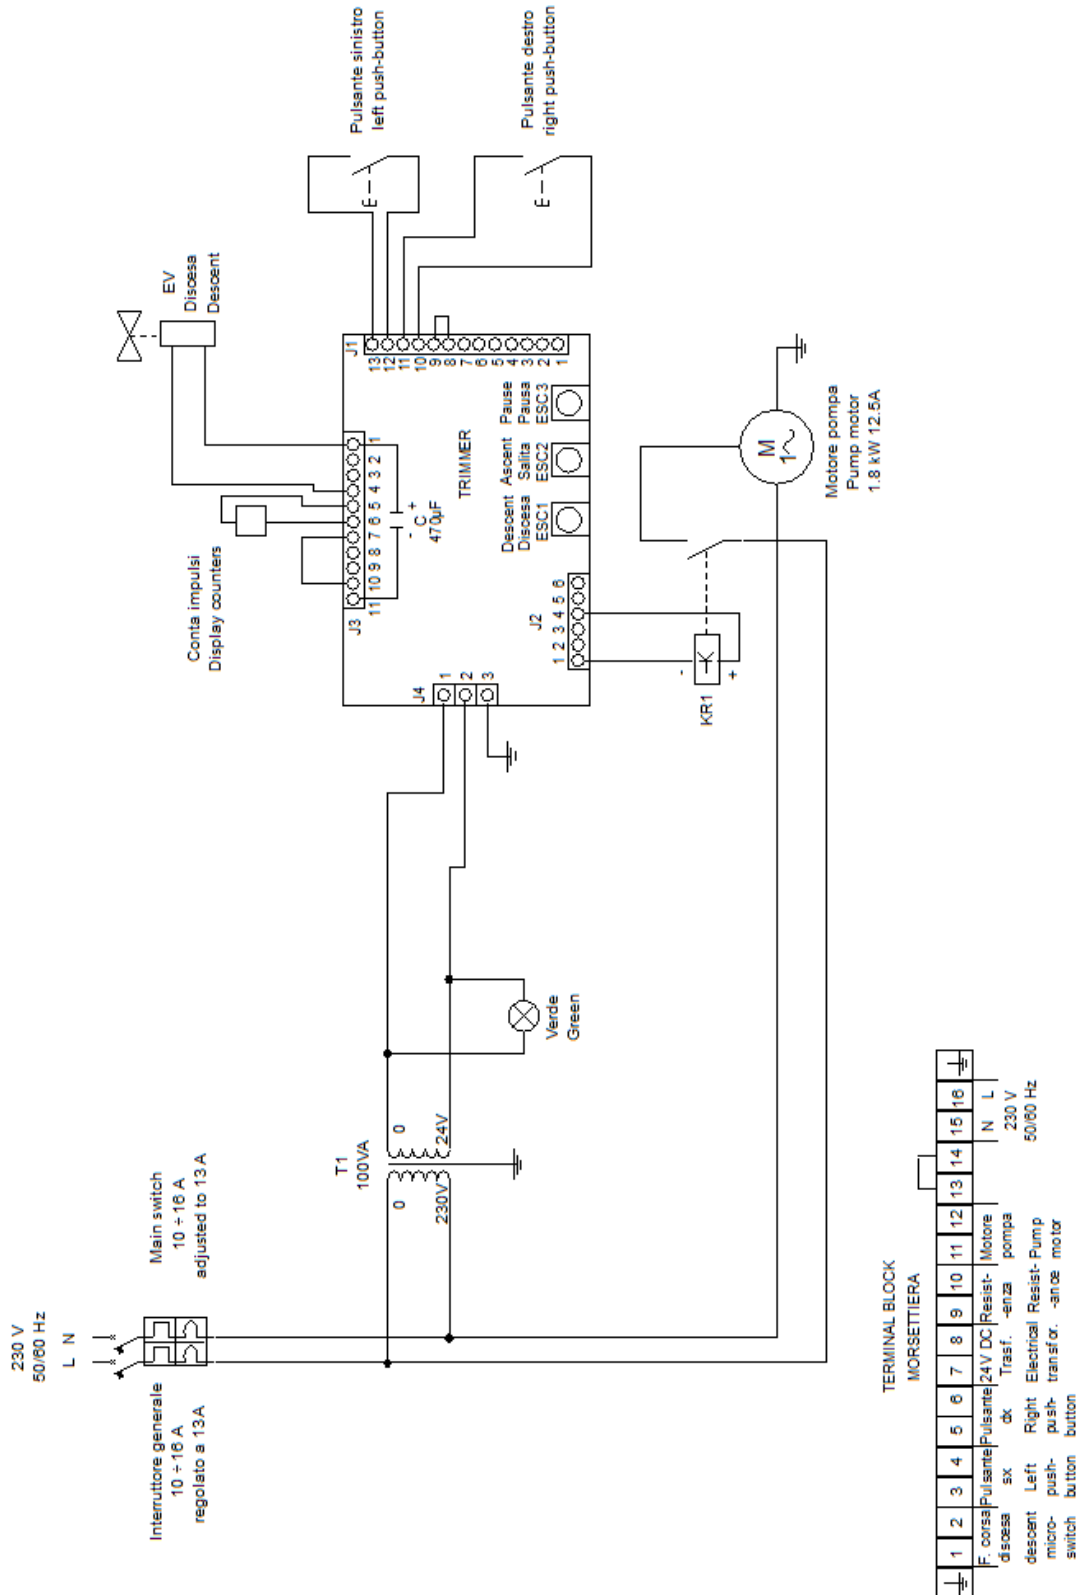 230 V
50/60 Hz
L N
Interruttore generale
10 ÷ 16 A
regolato a 13A
Main switch
10 ÷ 16 A
adjusted to 13 A
T1
100VA
0
0
230V
24V
Verde
Green
Conta impulsi
Display counters
EV
Discesa
Descent
Pulsante sinistro
left push-button
Pulsante destro
right push-button
J3
11 10 9 8 7 6 5 4 3 2 1
- C +
470µF
TRIMMER
J1
13
12
11
10
9
8
7
6
5
4
3
2
1
Descent Ascent Pause
Discesa Salita Pausa
ESC1 ESC2 ESC3
J4
1
2
3
J2
1 2 3 4 5 6
- +
K
KR1
M
1~
Motore pompa
Pump motor
1.8 kW 12.5A
TERMINAL BLOCK
MORSETTIERA
1 2 3 4 5 6 7 8 9 10 11 12 13 14 15 16
F. corsa Pulsante Pulsante 24V DC Resist- Motore N L
discesa sx dx Trasf. -enza pompa 230 V
descent Left Right Electrical Resist- Pump 50/60 Hz
micro- push- push- transfor. -ance motor
switch button button